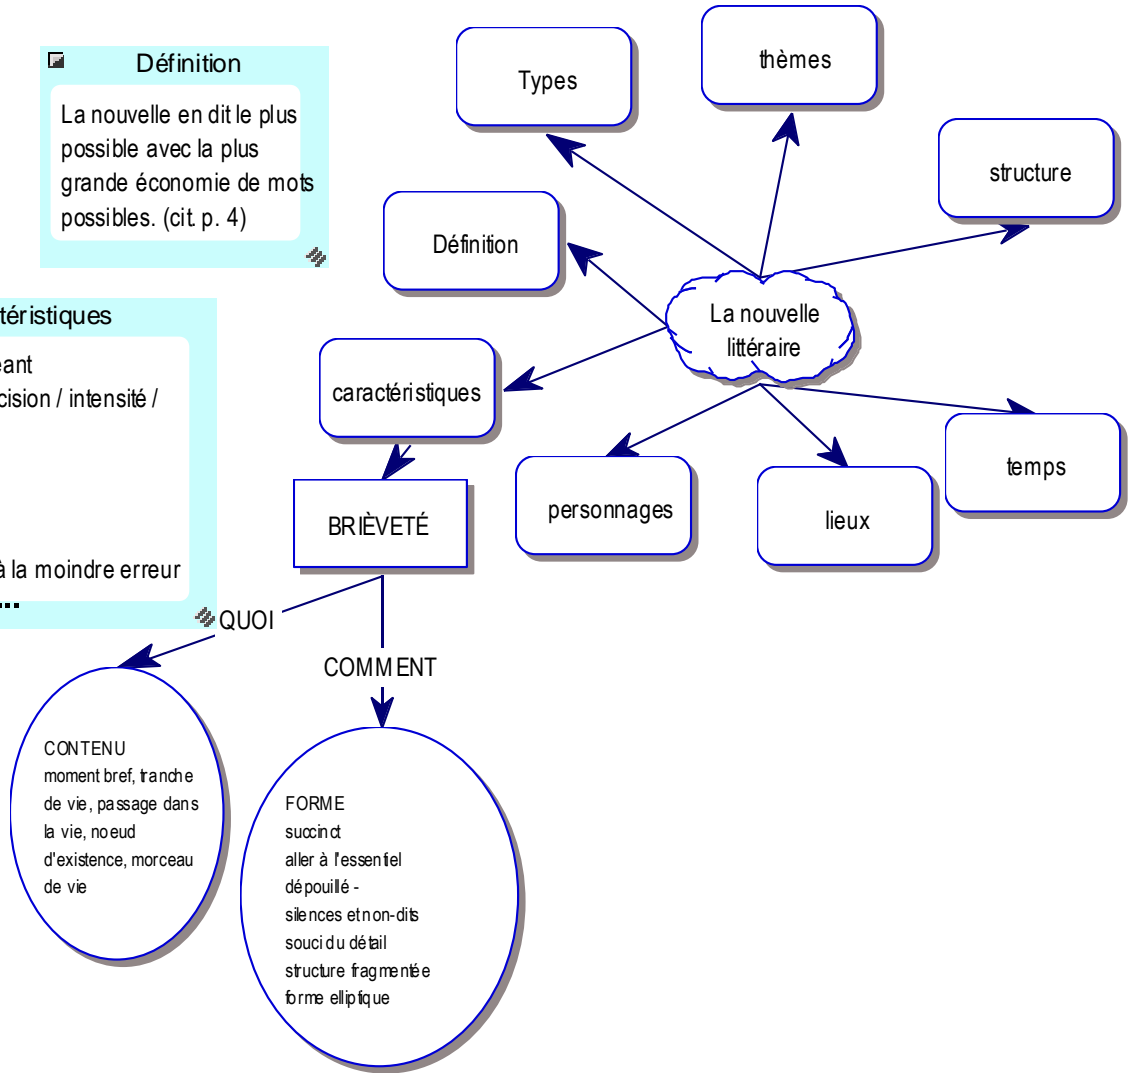 Définition
La nouvelle en dit le plus
possible avec la plus
grande économie de mots
possibles. (cit. p. 4)
Types
thèmes
structure
Définition
La nouvelle
littéraire
caractéristiques
personnages
lieux
temps
BRIÈVETÉ
téristiques
eant
cision / intensité /
à la moindre erreur
...
QUOI
COMMENT
CONTENU
moment bref, tranche
de vie, passage dans
la vie, noeud
d'existence, morceau
de vie
FORME
succinct
aller à l'essentiel
dépouillé -
silences et non-dits
souci du détail
structure fragmentée
forme elliptique